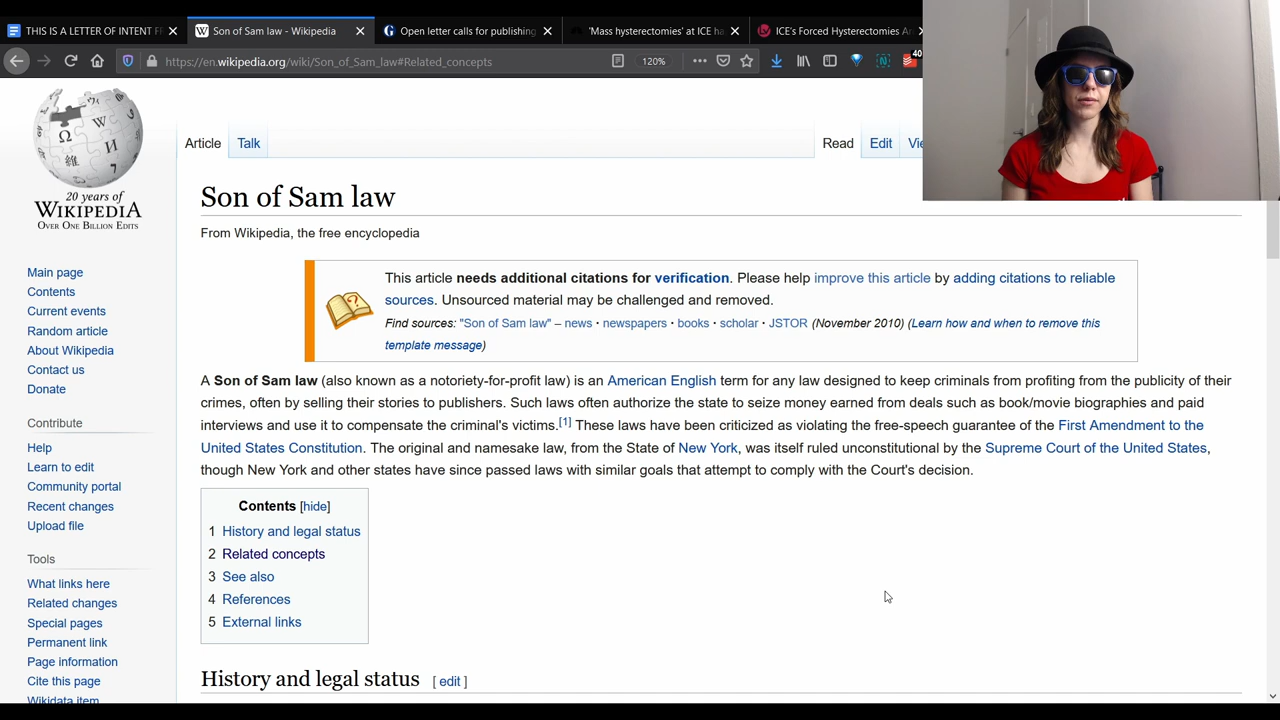 THIS IS A LETTER OF INTENT F
Son of Sam law - Wikipedia
Open letter calls for publishing
'Mass hysterectomies' at ICE ha
ICE's Forced Hysterectomies A
https://en.wikipedia.org/wiki/Son_of_Sam_law#Related_concepts
120%
40
20 years of
WIKIPEDIA
OVER ONE BILLION EDITS
Article
Talk
Read
Edit
Vie
Son of Sam law
From Wikipedia, the free encyclopedia
This article needs additional citations for verification. Please help improve this article by adding citations to reliable
sources. Unsourced material may be challenged and removed.
Find sources: "Son of Sam law" – news · newspapers · books · scholar · JSTOR (November 2010) (Learn how and when to remove this
template message)
A Son of Sam law (also known as a notoriety-for-profit law) is an American English term for any law designed to keep criminals from profiting from the publicity of their
crimes, often by selling their stories to publishers. Such laws often authorize the state to seize money earned from deals such as book/movie biographies and paid
interviews and use it to compensate the criminal's victims.[1] These laws have been criticized as violating the free-speech guarantee of the First Amendment to the
United States Constitution. The original and namesake law, from the State of New York, was itself ruled unconstitutional by the Supreme Court of the United States,
though New York and other states have since passed laws with similar goals that attempt to comply with the Court's decision.
Contents [hide]
1 History and legal status
2 Related concepts
3 See also
4 References
5 External links
History and legal status [ edit ]
Main page
Contents
Current events
Random article
About Wikipedia
Contact us
Donate
Contribute
Help
Learn to edit
Community portal
Recent changes
Upload file
Tools
What links here
Related changes
Special pages
Permanent link
Page information
Cite this page
Wikidata item